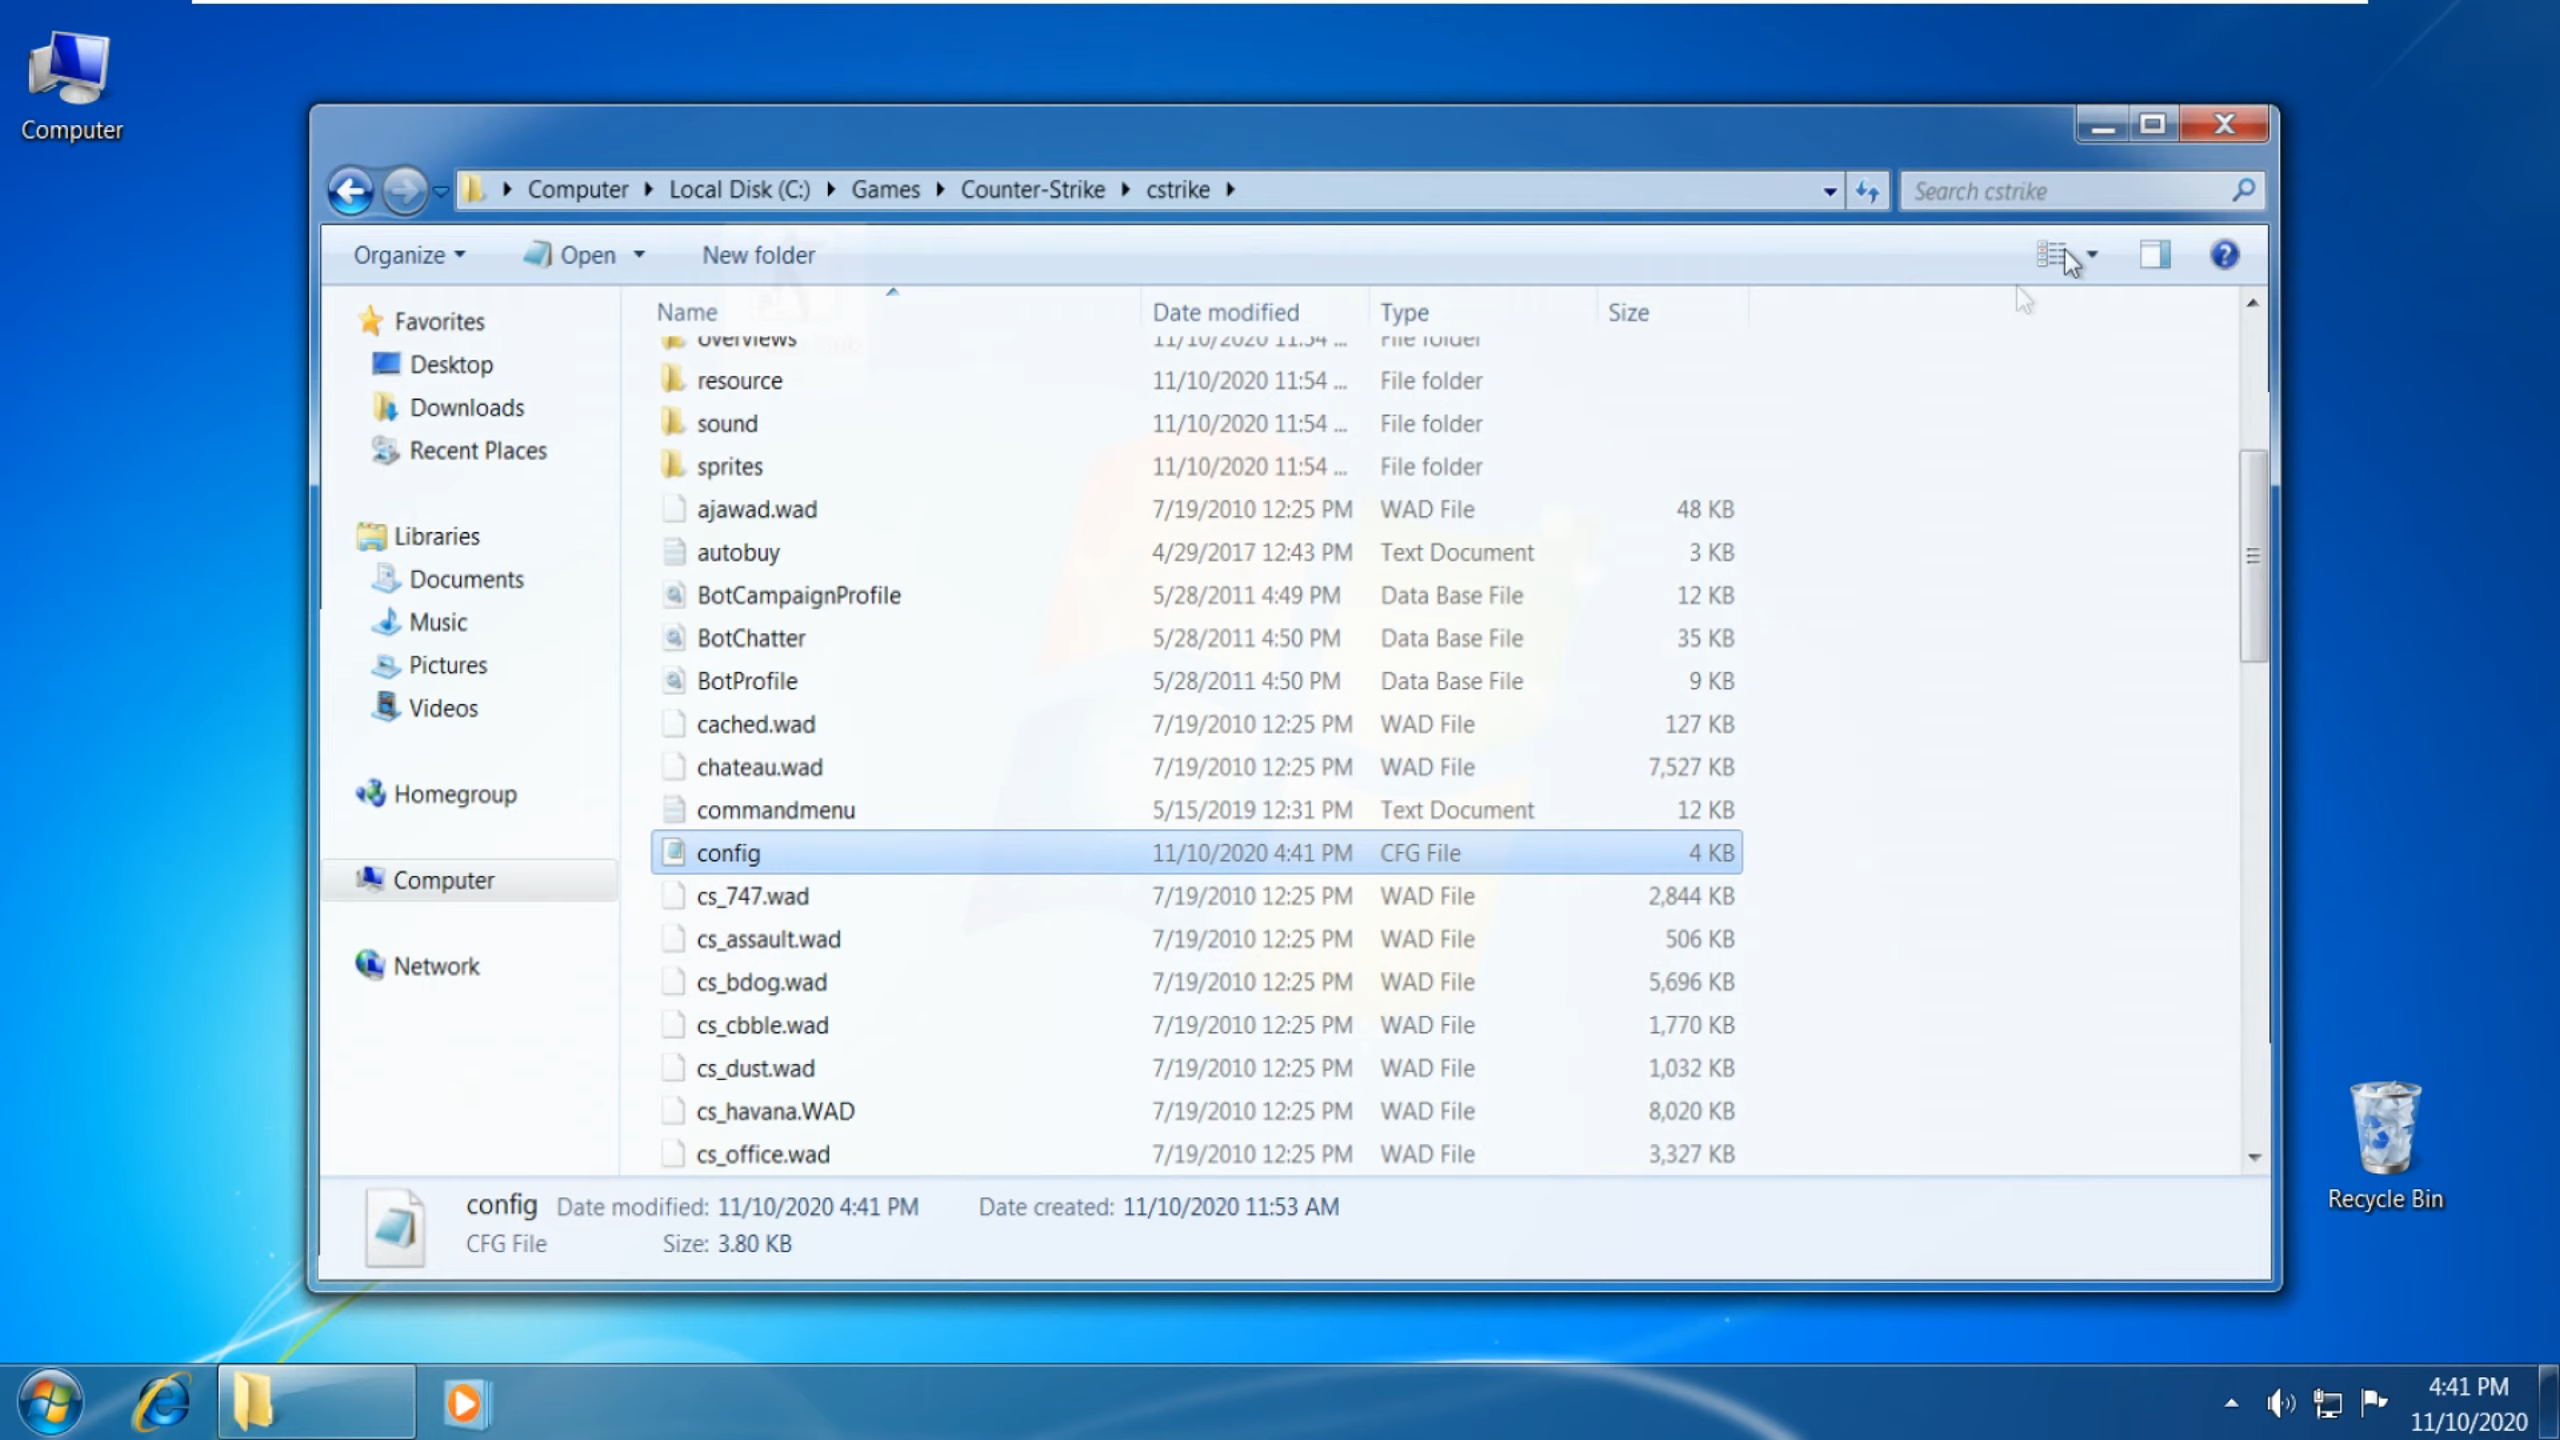 Computer
Computer Local Disk (C:) Games Counter-Strike cstrike
Search cstrike
Organize Open New folder
Name Date modified Type Size
overviews 11/10/2020 11:54 ... File folder
resource 11/10/2020 11:54 ... File folder
sound 11/10/2020 11:54 ... File folder
sprites 11/10/2020 11:54 ... File folder
ajawad.wad 7/19/2010 12:25 PM WAD File 48 KB
autobuy 4/29/2017 12:43 PM Text Document 3 KB
BotCampaignProfile 5/28/2011 4:49 PM Data Base File 12 KB
BotChatter 5/28/2011 4:50 PM Data Base File 35 KB
BotProfile 5/28/2011 4:50 PM Data Base File 9 KB
cached.wad 7/19/2010 12:25 PM WAD File 127 KB
chateau.wad 7/19/2010 12:25 PM WAD File 7,527 KB
commandmenu 5/15/2019 12:31 PM Text Document 12 KB
config 11/10/2020 4:41 PM CFG File 4 KB
cs_747.wad 7/19/2010 12:25 PM WAD File 2,844 KB
cs_assault.wad 7/19/2010 12:25 PM WAD File 506 KB
cs_bdog.wad 7/19/2010 12:25 PM WAD File 5,696 KB
cs_cbble.wad 7/19/2010 12:25 PM WAD File 1,770 KB
cs_dust.wad 7/19/2010 12:25 PM WAD File 1,032 KB
cs_havana.WAD 7/19/2010 12:25 PM WAD File 8,020 KB
cs_office.wad 7/19/2010 12:25 PM WAD File 3,327 KB
Favorites
Desktop
Downloads
Recent Places
Libraries
Documents
Music
Pictures
Videos
Homegroup
Computer
Network
config Date modified: 11/10/2020 4:41 PM Date created: 11/10/2020 11:53 AM
CFG File Size: 3.80 KB
Recycle Bin
4:41 PM
11/10/2020